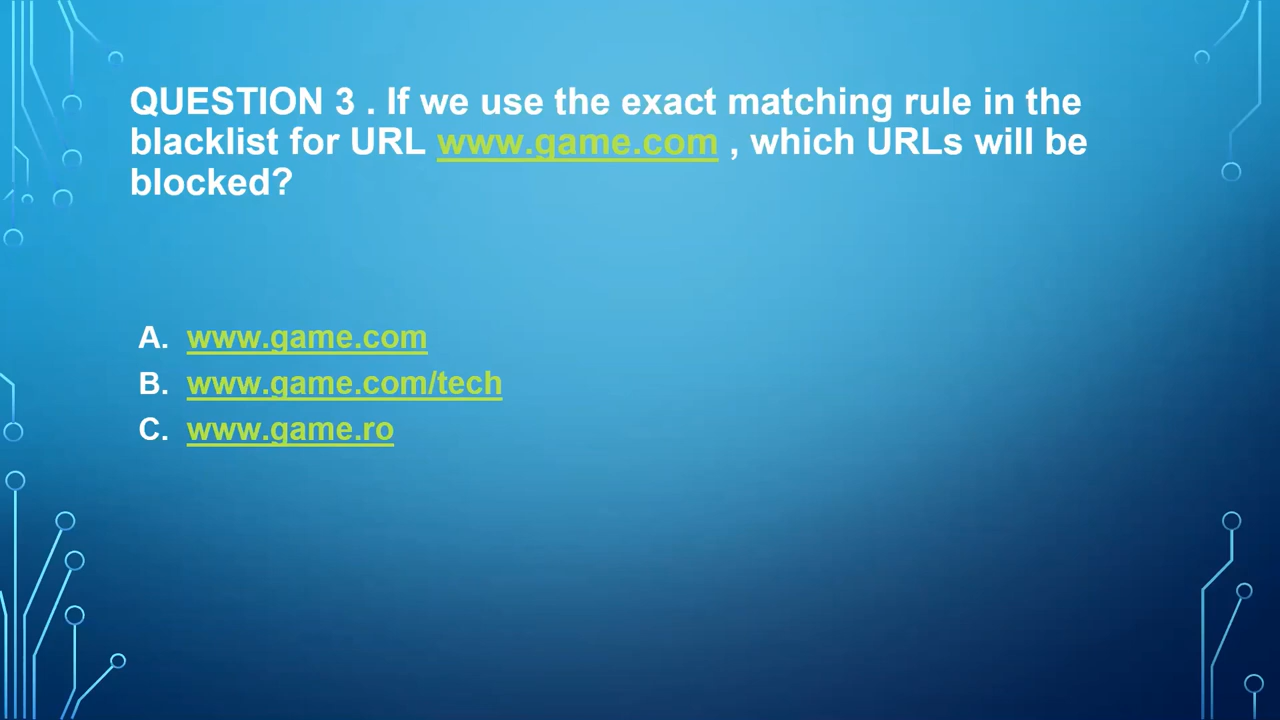 QUESTION 3 . If we use the exact matching rule in the
blacklist for URL www.game.com , which URLs will be
blocked?
A. www.game.com
B. www.game.com/tech
C. www.game.ro